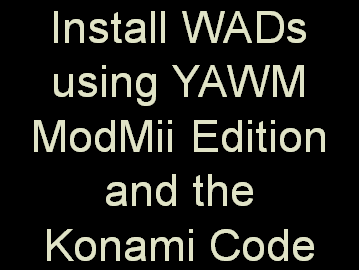 Install WADs
using YAWM
ModMii Edition
and the
Konami Code